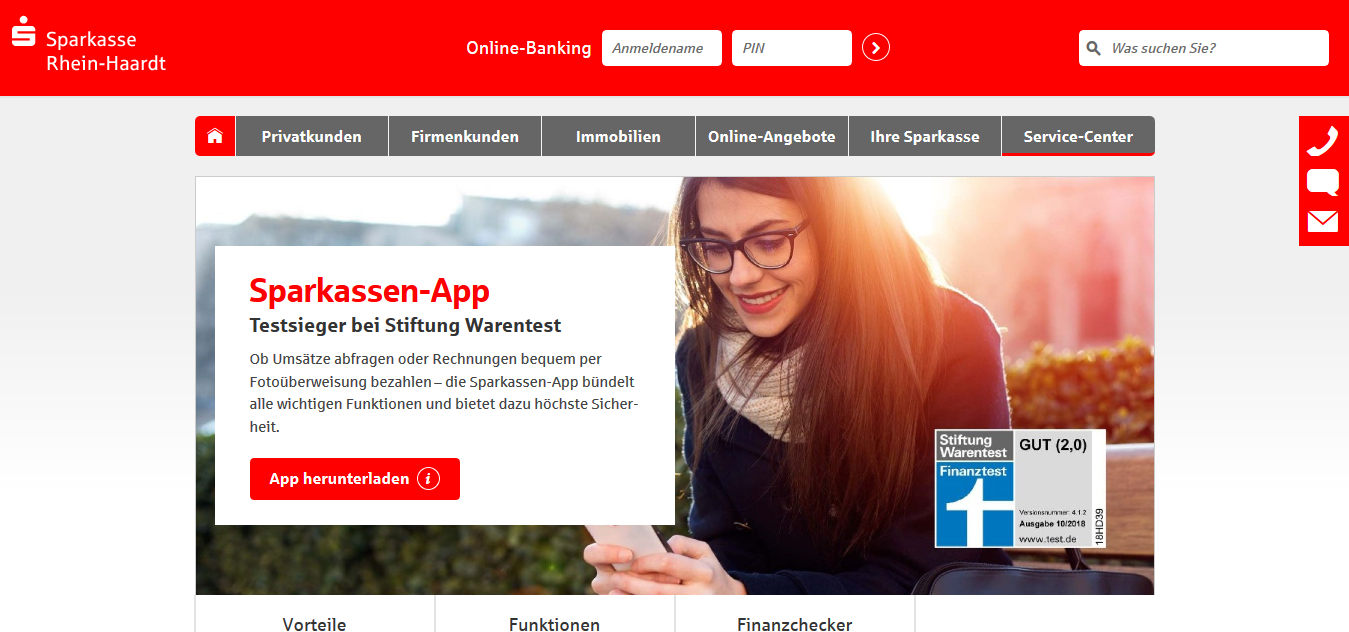 Sparkasse
Rhein-Haardt
Online-Banking
Anmeldename
PIN
Was suchen Sie?
Privatkunden
Firmenkunden
Immobilien
Online-Angebote
Ihre Sparkasse
Service-Center
Sparkassen-App
Testsieger bei Stiftung Warentest
Ob Umsätze abfragen oder Rechnungen bequem per
Fotoüberweisung bezahlen – die Sparkassen-App bündelt
alle wichtigen Funktionen und bietet dazu höchste Sicher-
heit.
App herunterladen
Stiftung
Warentest
GUT (2,0)
Finanztest
Versionsnummer: 4.1.2
Ausgabe 10/2018
www.test.de
18HD39
Vorteile
Funktionen
Finanzchecker